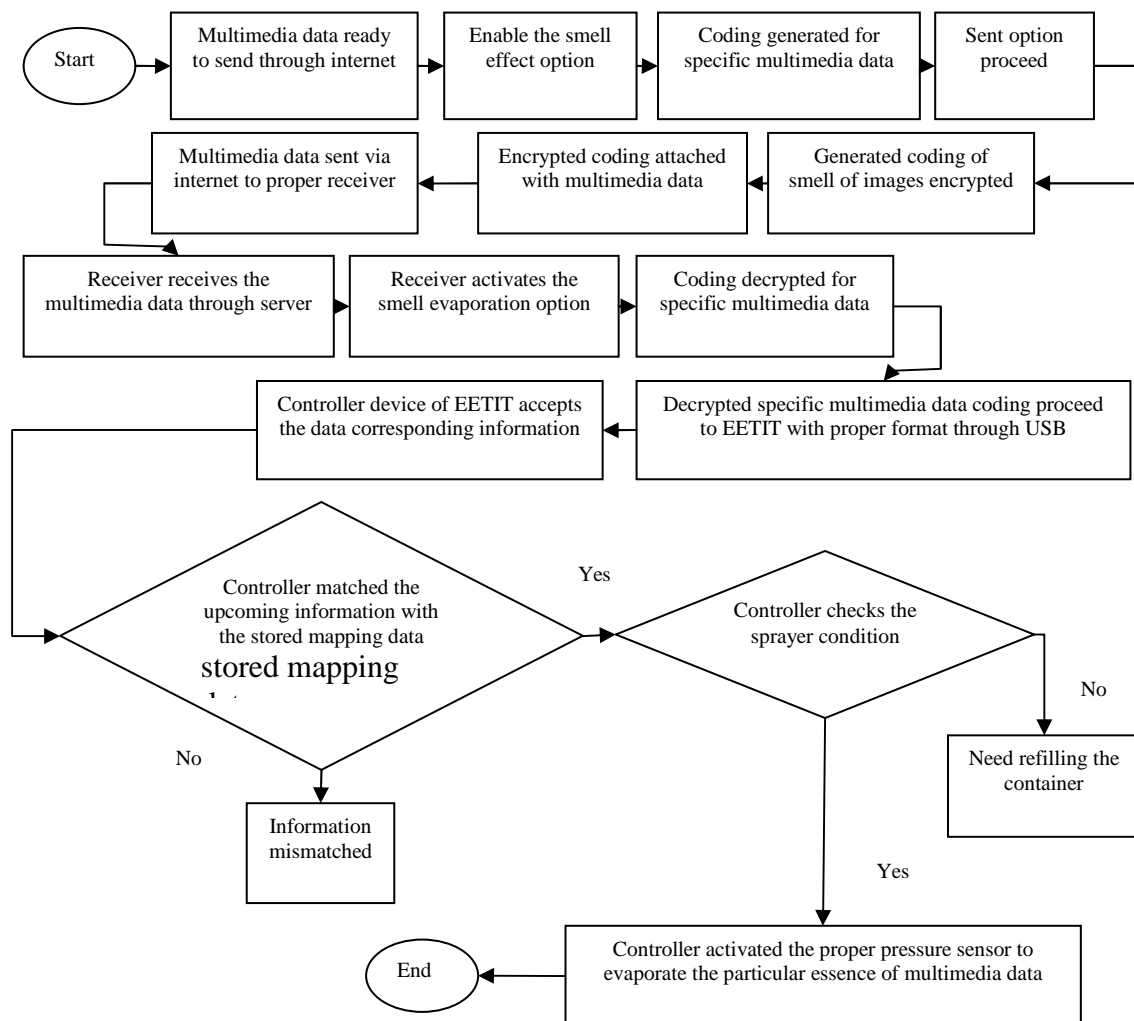 Start
Multimedia data ready
to send through internet
Enable the smell
effect option
Coding generated for
specific multimedia data
Sent option
proceed
Multimedia data sent via
internet to proper receiver
Encrypted coding attached
with multimedia data
Generated coding of
smell of images encrypted
Receiver receives the
multimedia data through server
Receiver activates the
smell evaporation option
Coding decrypted for
specific multimedia data
Controller device of EETIT accepts
the data corresponding information
Decrypted specific multimedia data coding proceed
to EETIT with proper format through USB
Controller matched the
upcoming information with
the stored mapping data
stored mapping
Yes
Controller checks the
sprayer condition
No
No
Need refilling the
container
Information
mismatched
Yes
Controller activated the proper pressure sensor to
evaporate the particular essence of multimedia data
End